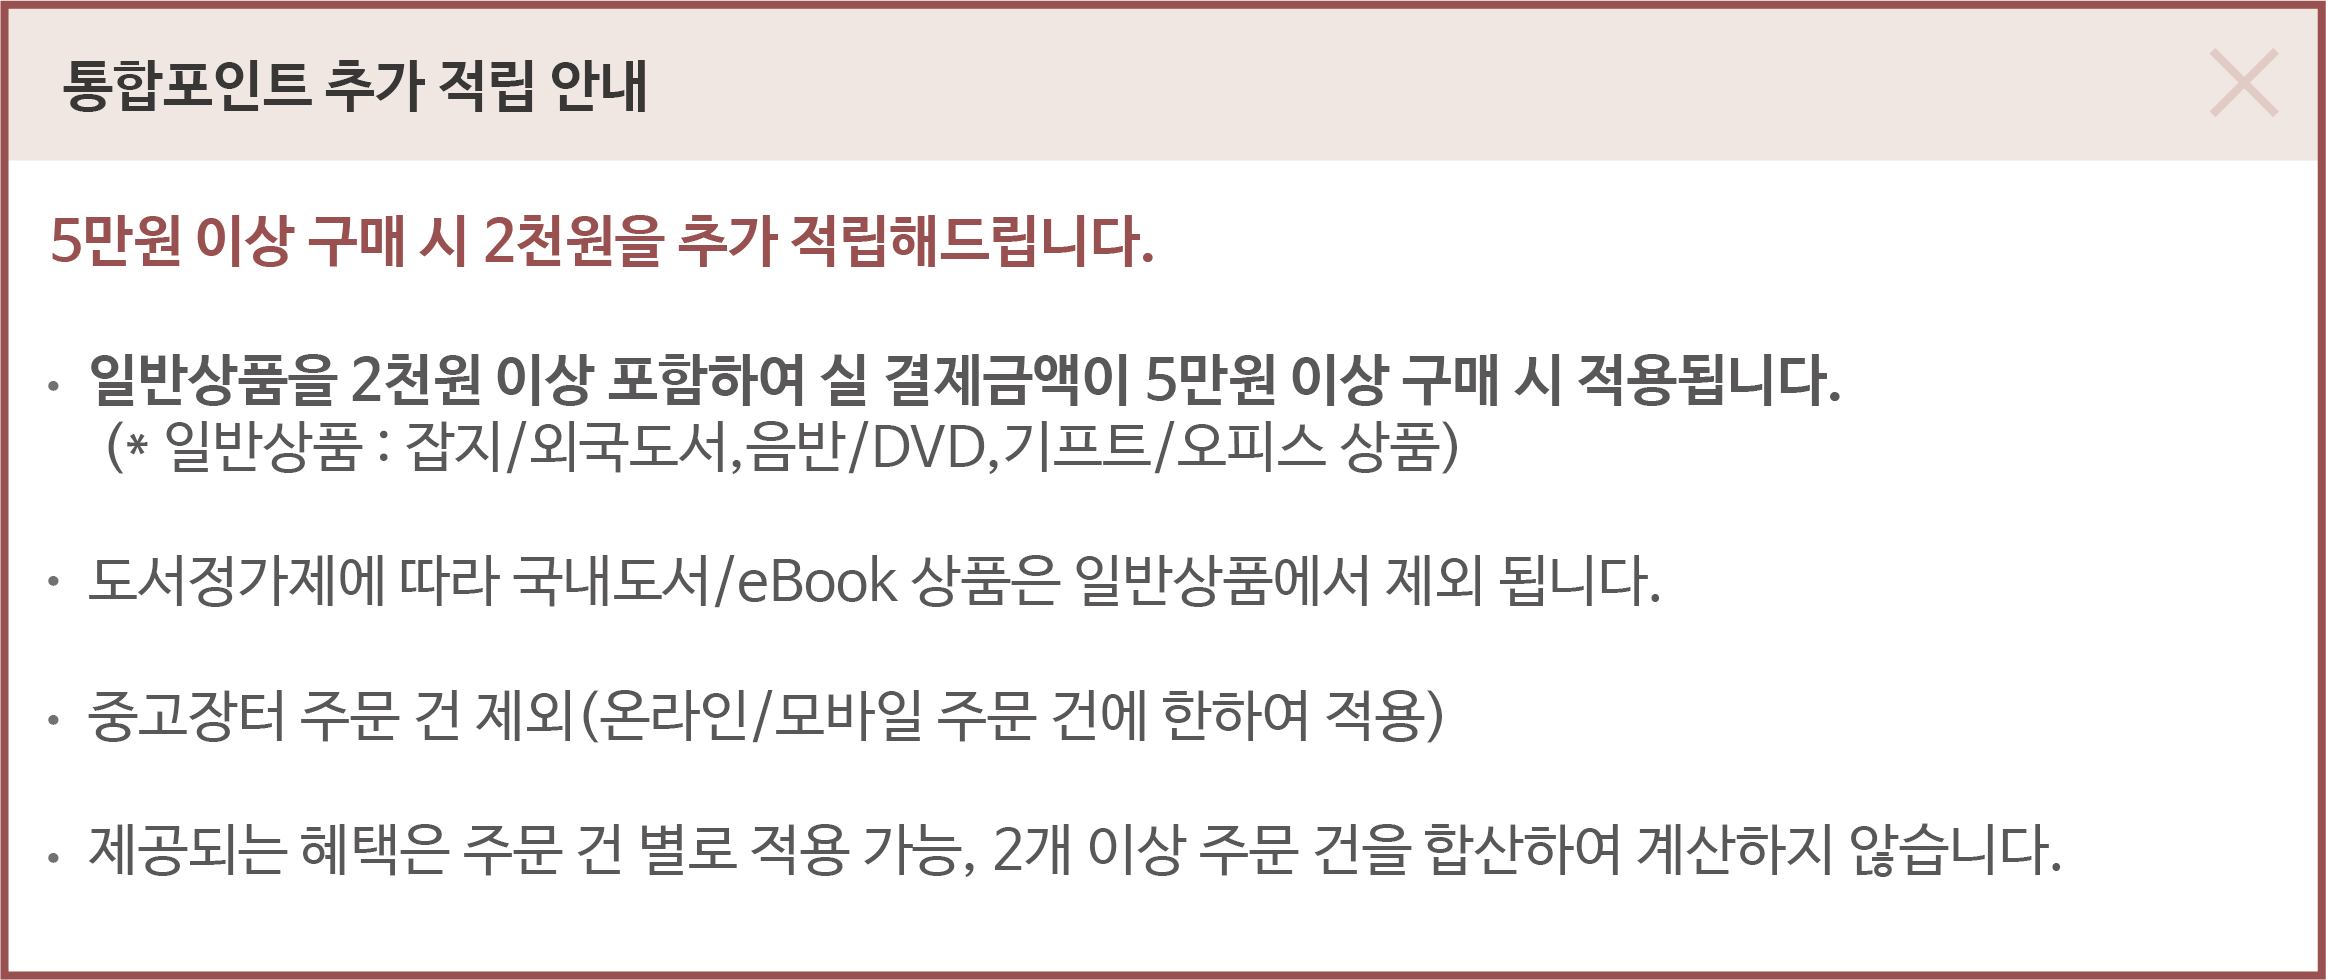 통합포인트 추가 적립 안내
5만원 이상 구매 시 2천원을 추가 적립해드립니다.
• 일반상품을 2천원 이상 포함하여 실 결제금액이 5만원 이상 구매 시 적용됩니다.
(* 일반상품 : 잡지/외국도서,음반/DVD,기프트/오피스 상품)
• 도서정가제에 따라 국내도서/eBook 상품은 일반상품에서 제외 됩니다.
• 중고장터 주문 건 제외(온라인/모바일 주문 건에 한하여 적용)
• 제공되는 혜택은 주문 건 별로 적용 가능, 2개 이상 주문 건을 합산하여 계산하지 않습니다.